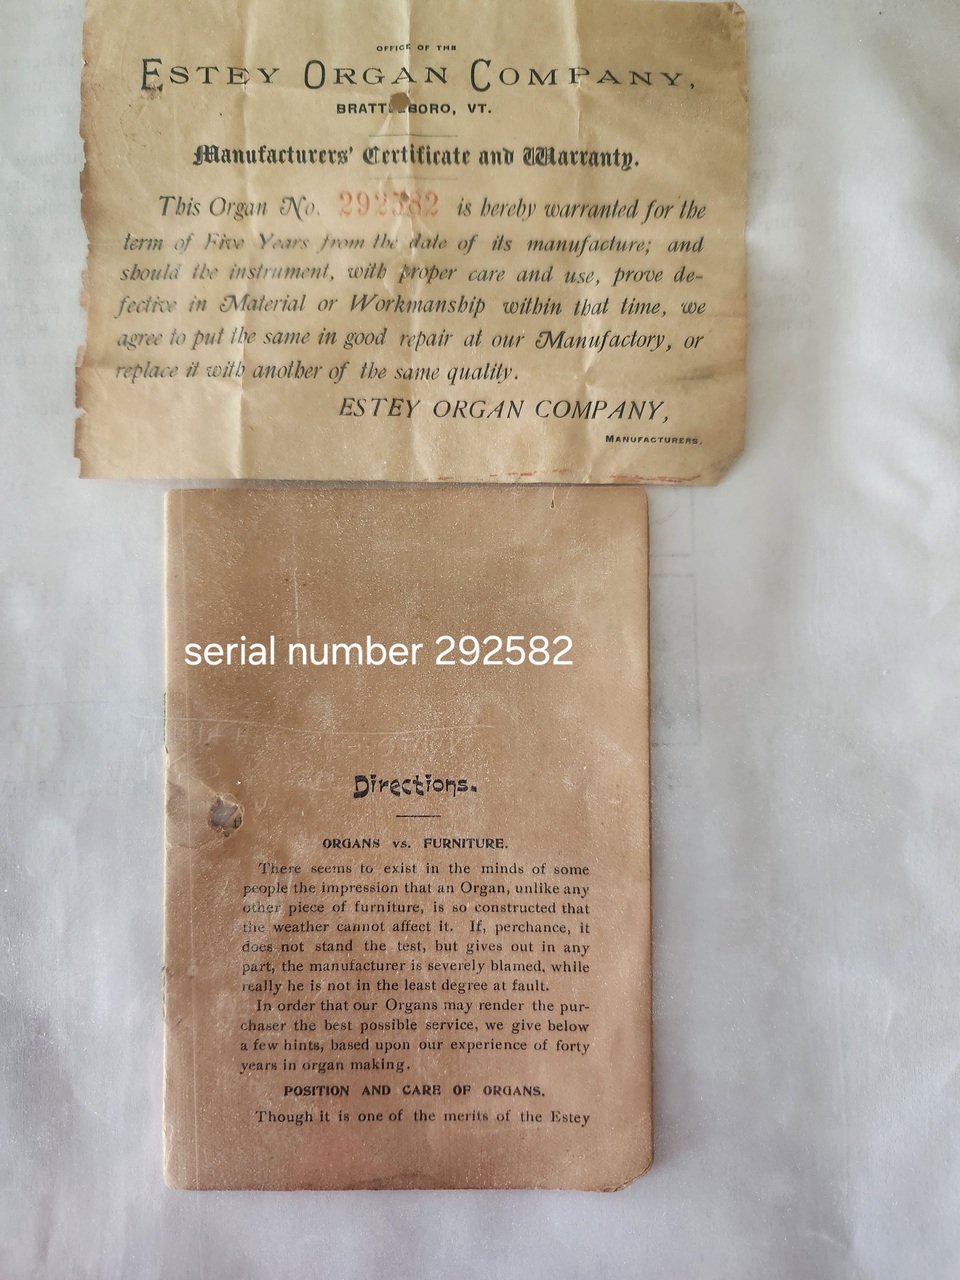 OFFICE OF THE
ESTEY ORGAN COMPANY,
BRATTLEBORO, VT.
Manufacturers' Certificate and Warranty.
This Organ No. 292582 is hereby warranted for the
term of Five Years from the date of its manufacture; and
should the instrument, with proper care and use, prove de-
fective in Material or Workmanship within that time, we
agree to put the same in good repair at our Manufactory, or
replace it with another of the same quality.
ESTEY ORGAN COMPANY,
MANUFACTURERS.
serial number 292582
Directions.
ORGANS vs. FURNITURE.
There seems to exist in the minds of some
people the impression that an Organ, unlike any
other piece of furniture, is so constructed that
the weather cannot affect it. If, perchance, it
does not stand the test, but gives out in any
part, the manufacturer is severely blamed, while
really he is not in the least degree at fault.
In order that our Organs may render the pur-
chaser the best possible service, we give below
a few hints, based upon our experience of forty
years in organ making.
POSITION AND CARE OF ORGANS.
Though it is one of the merits of the Estey